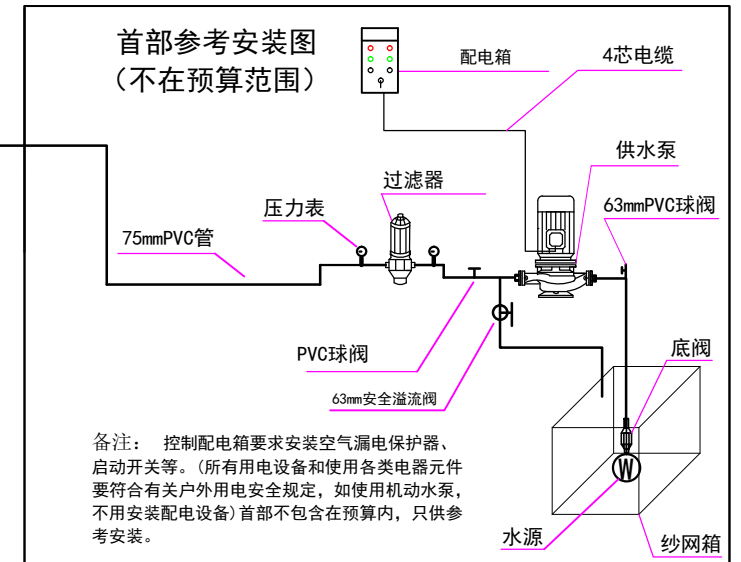 首部参考安装图
（不在预算范围）
配电箱
4芯电缆
供水泵
过滤器
63mmPVC球阀
压力表
75mmPVC管
PVC球阀
底阀
63mm安全溢流阀
备注： 控制配电箱要求安装空气漏电保护器、
启动开关等。(所有用电设备和使用各类电器元件
要符合有关户外用电安全规定，如使用机动水泵，
不用安装配电设备)首部不包含在预算内，只供参
考安装。
W
水源
纱网箱